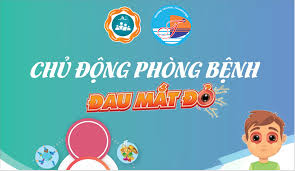 CHỦ ĐỘNG PHÒNG BỆNH
ĐAU MẮT ĐỎ